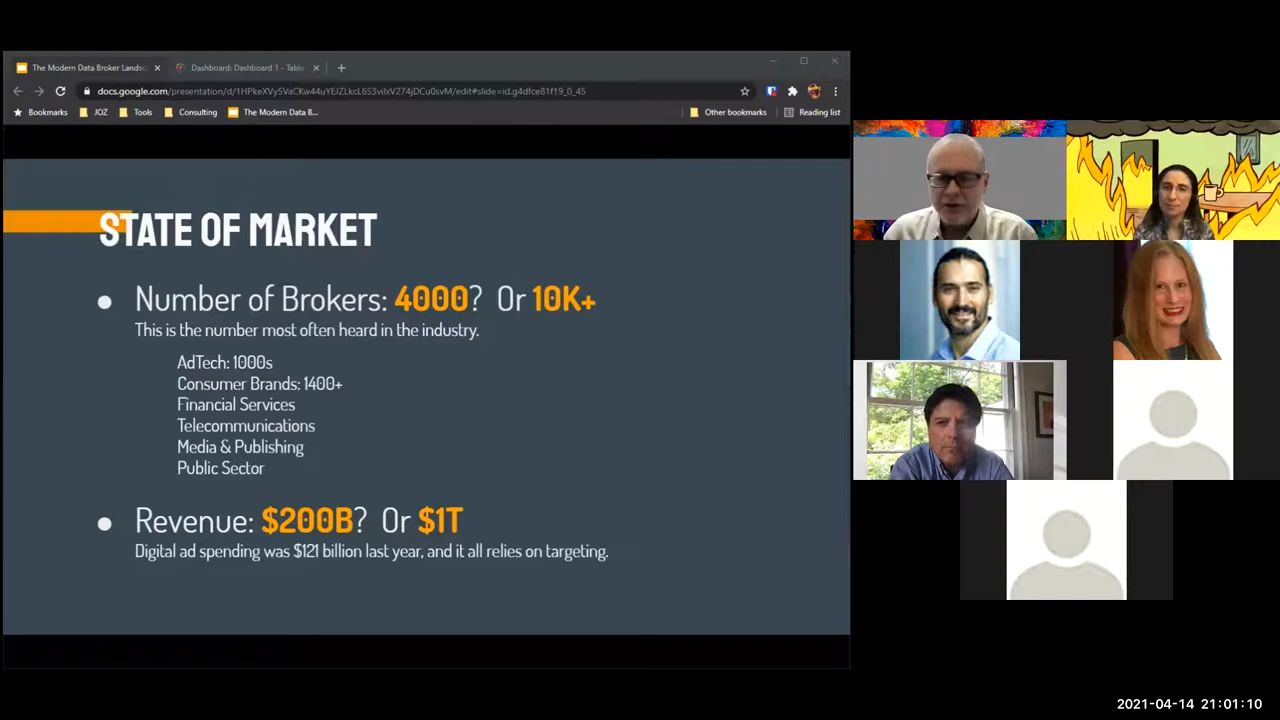 The Modern Data Broker Landsc
Dashboard: Dashboard 1 - Table
docs.google.com/presentation/d/1HPkeXVy5VaCKw44uYEJZLkcL6S3vilxVZ74jDCu0svM/edit#slide=id.g4dfce81f19_0_45
Bookmarks
JOZ
Tools
Consulting
The Modern Data B...
Other bookmarks
Reading list
STATE OF MARKET
● Number of Brokers: 4000? Or 10K+
This is the number most often heard in the industry.
AdTech: 1000s
Consumer Brands: 1400+
Financial Services
Telecommunications
Media & Publishing
Public Sector
● Revenue: $200B? Or $1T
Digital ad spending was $121 billion last year, and it all relies on targeting.
2021-04-14 21:01:10